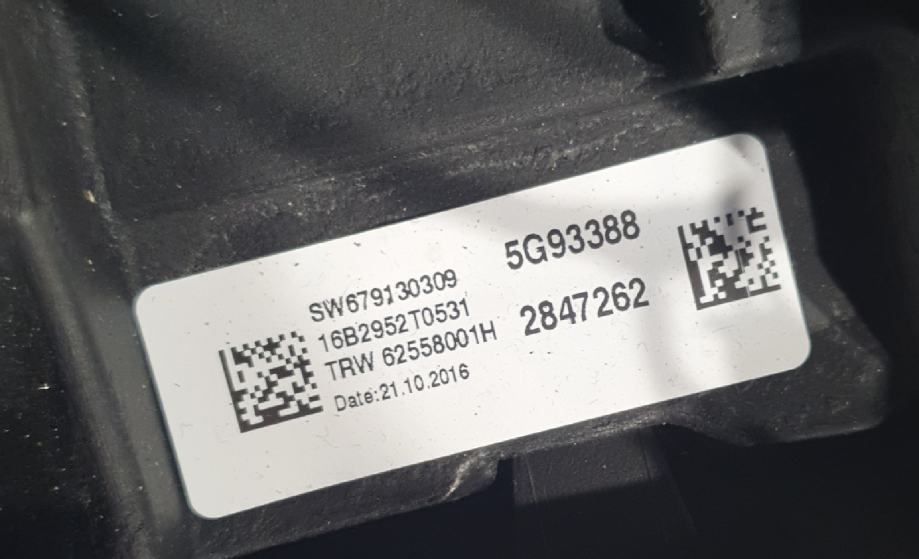 SW679130309
16B2952T0531
TRW 62558001H
Date:21.10.2016
5G93388
2847262